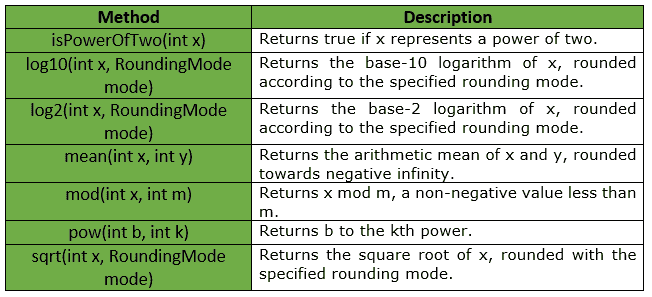 Method Description
isPowerOfTwo(int x) Returns true if x represents a power of two.
log10(int x, RoundingMode Returns the base-10 logarithm of x, rounded
mode) according to the specified rounding mode.
log2(int x, RoundingMode Returns the base-2 logarithm of x, rounded
mode) according to the specified rounding mode.
mean(int x, int y) Returns the arithmetic mean of x and y, rounded
towards negative infinity.
mod(int x, int m) Returns x mod m, a non-negative value less than
m.
pow(int b, int k) Returns b to the kth power.
sqrt(int x, RoundingMode Returns the square root of x, rounded with the
mode) specified rounding mode.